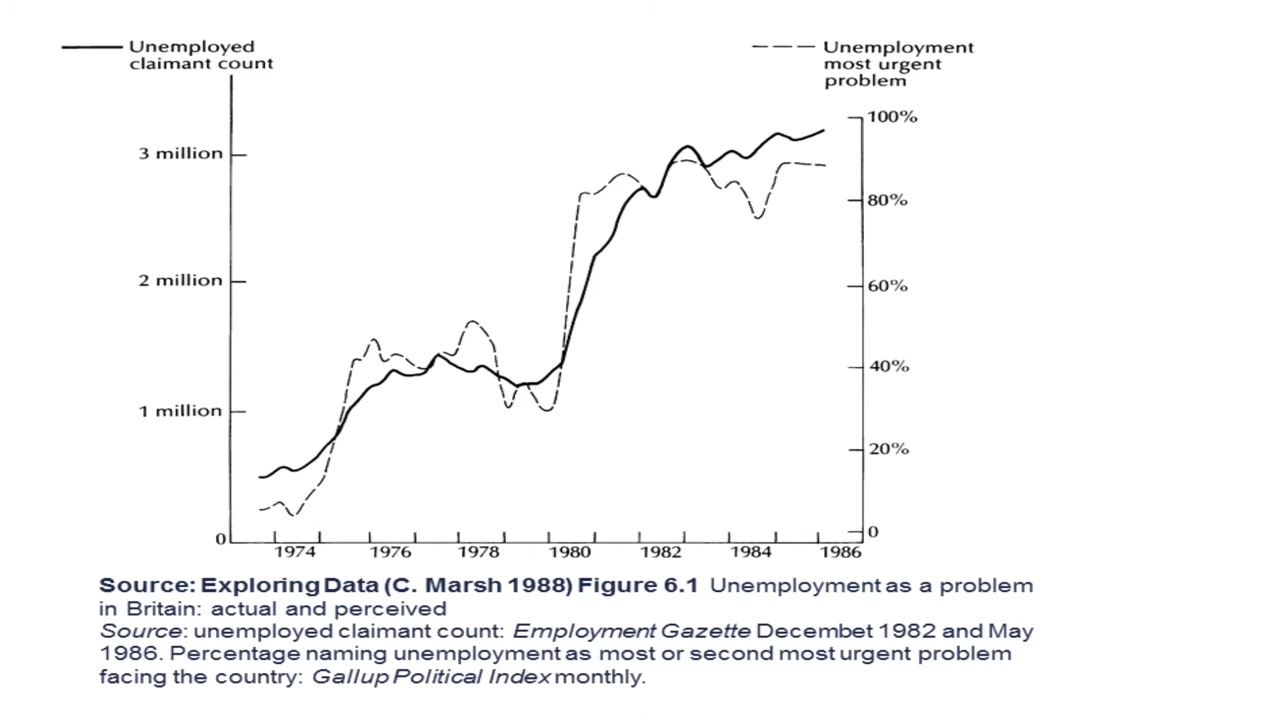 Unemployed
claimant count
Unemployment
most urgent
problem
100%
3 million
80%
2 million
60%
40%
1 million
20%
0
0
1974 1976 1978 1980 1982 1984 1986
Source: Exploring Data (C. Marsh 1988) Figure 6.1 Unemployment as a problem
in Britain: actual and perceived
Source: unemployed claimant count: Employment Gazette Decembet 1982 and May
1986. Percentage naming unemployment as most or second most urgent problem
facing the country: Gallup Political Index monthly.